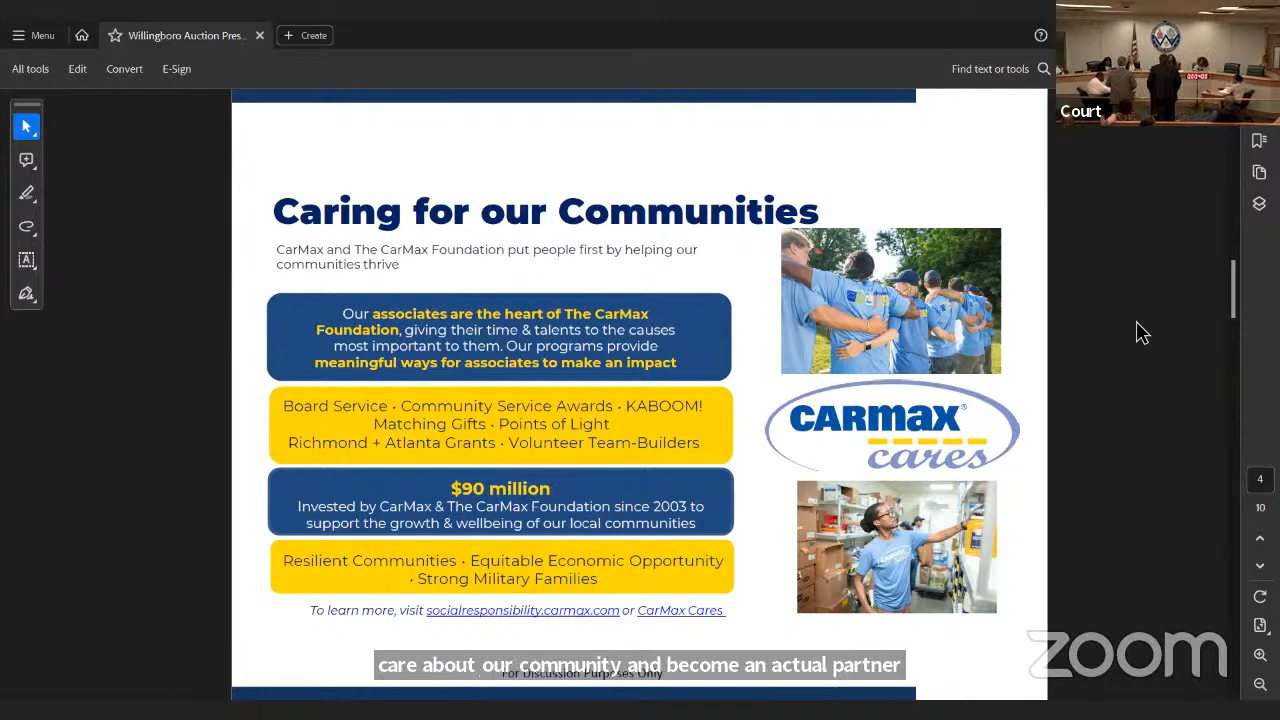 Menu
Willingboro Auction Pres..
Create
All tools
Edit
Convert
E-Sign
Find text or tools
Court
Caring for our Communities
CarMax and The CarMax Foundation put people first by helping our
communities thrive
Our associates are the heart of The CarMax
Foundation, giving their time & talents to the causes
most important to them. Our programs provide
meaningful ways for associates to make an impact
Board Service • Community Service Awards • KABOOM!
Matching Gifts • Points of Light
Richmond + Atlanta Grants • Volunteer Team-Builders
$90 million
Invested by CarMax & The CarMax Foundation since 2003 to
support the growth & wellbeing of our local communities
Resilient Communities • Equitable Economic Opportunity
• Strong Military Families
To learn more, visit socialresponsibility.carmax.com or CarMax Cares
CARMAX®
cares
CARMAX
4
10
care about our community and become an actual partner
For Discussion Purposes Only
zoom